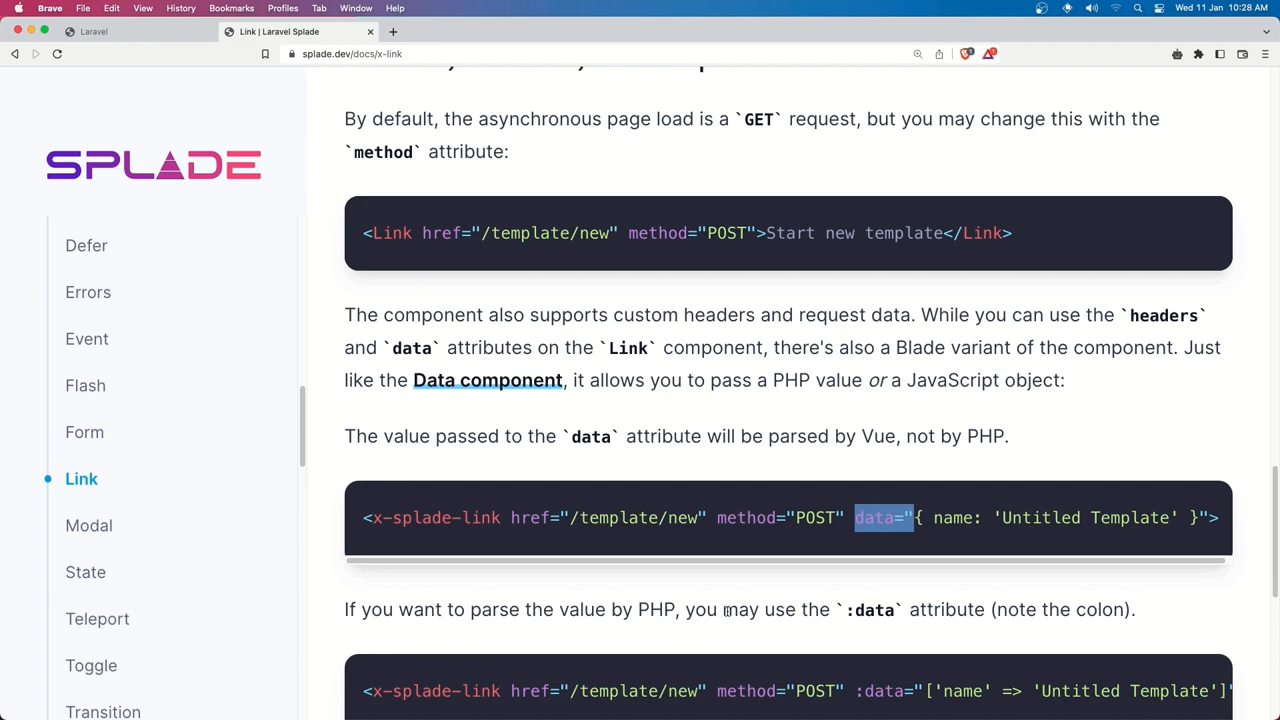 Brave File Edit View History Bookmarks Profiles Tab Window Help Wed 11 Jan 10:28 AM
Laravel
Link | Laravel Splade
splade.dev/docs/x-link
SPLADE
Defer
Errors
Event
Flash
Form
Link
Modal
State
Teleport
Toggle
Transition
By default, the asynchronous page load is a `GET` request, but you may change this with the
`method` attribute:
<Link href="/template/new" method="POST">Start new template</Link>
The component also supports custom headers and request data. While you can use the `headers`
and `data` attributes on the `Link` component, there's also a Blade variant of the component. Just
like the Data component, it allows you to pass a PHP value or a JavaScript object:
The value passed to the `data` attribute will be parsed by Vue, not by PHP.
<x-splade-link href="/template/new" method="POST" data="{ name: 'Untitled Template' }">
If you want to parse the value by PHP, you may use the `:data` attribute (note the colon).
<x-splade-link href="/template/new" method="POST" :data="['name' => 'Untitled Template']"